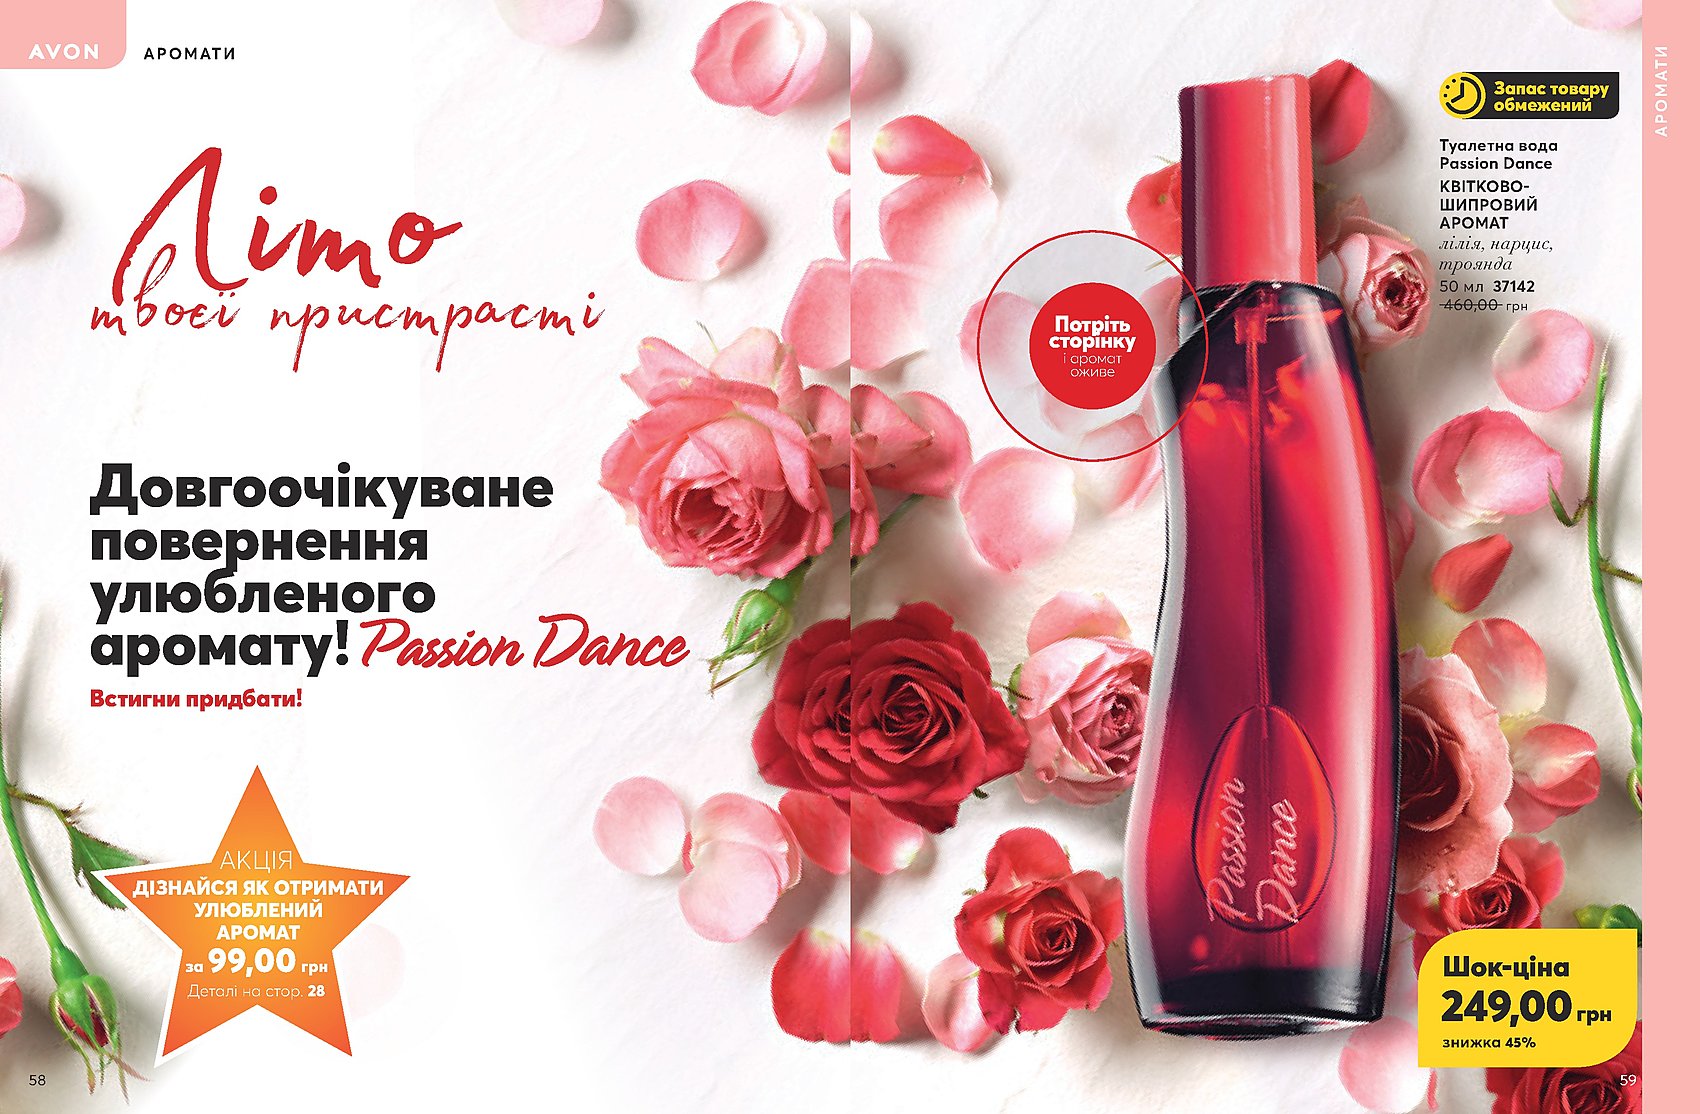 AVON
АРОМАТИ
Літо
твоєї пристрасті
Довгоочікуване
повернення
улюбленого
аромату! Passion Dance
Встигни придбати!
АКЦІЯ
ДІЗНАЙСЯ ЯК ОТРИМАТИ
УЛЮБЛЕНИЙ
АРОМАТ
за 99,00 грн
Деталі на стор. 28
58
Потріть
сторінку
і аромат
оживе
Passion
Dance
Запас товару
обмежений
Туалетна вода
Passion Dance
КВІТКОВО-
ШИПРОВИЙ
АРОМАТ
лілія, нарцис,
троянда
50 мл 37142
460,00 грн
Шок-ціна
249,00 грн
знижка 45%
59
АРОМАТИ